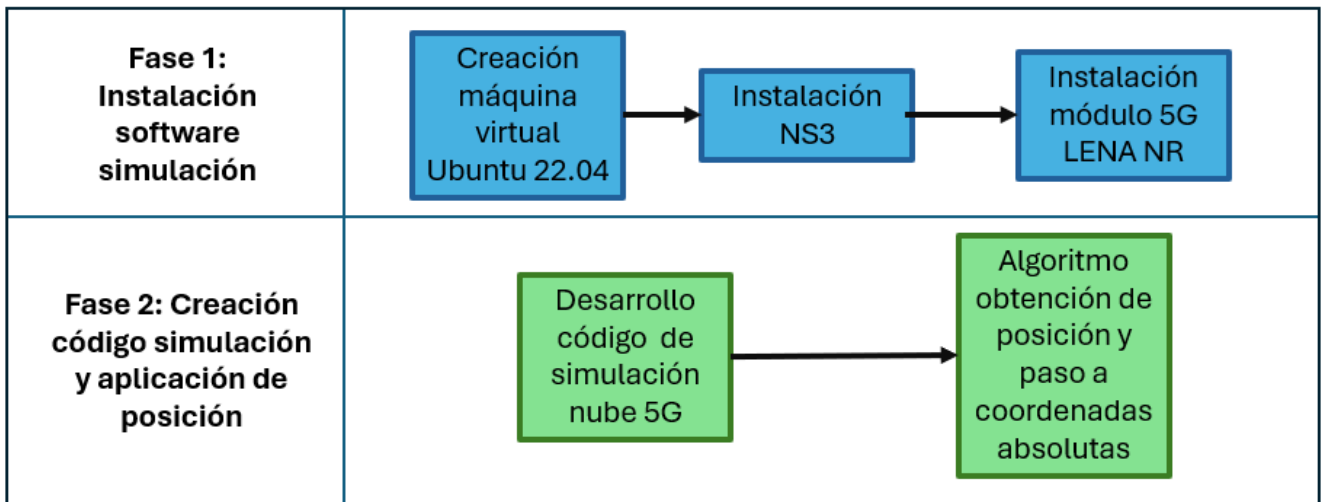 Fase 1:
Instalación
software
simulación
Creación
máquina
virtual
Ubuntu 22.04
Instalación
NS3
Instalación
módulo 5G
LENA NR
Fase 2: Creación
código simulación
y aplicación de
posición
Desarrollo
código de
simulación
nube 5G
Algoritmo
obtención de
posición y
paso a
coordenadas
absolutas